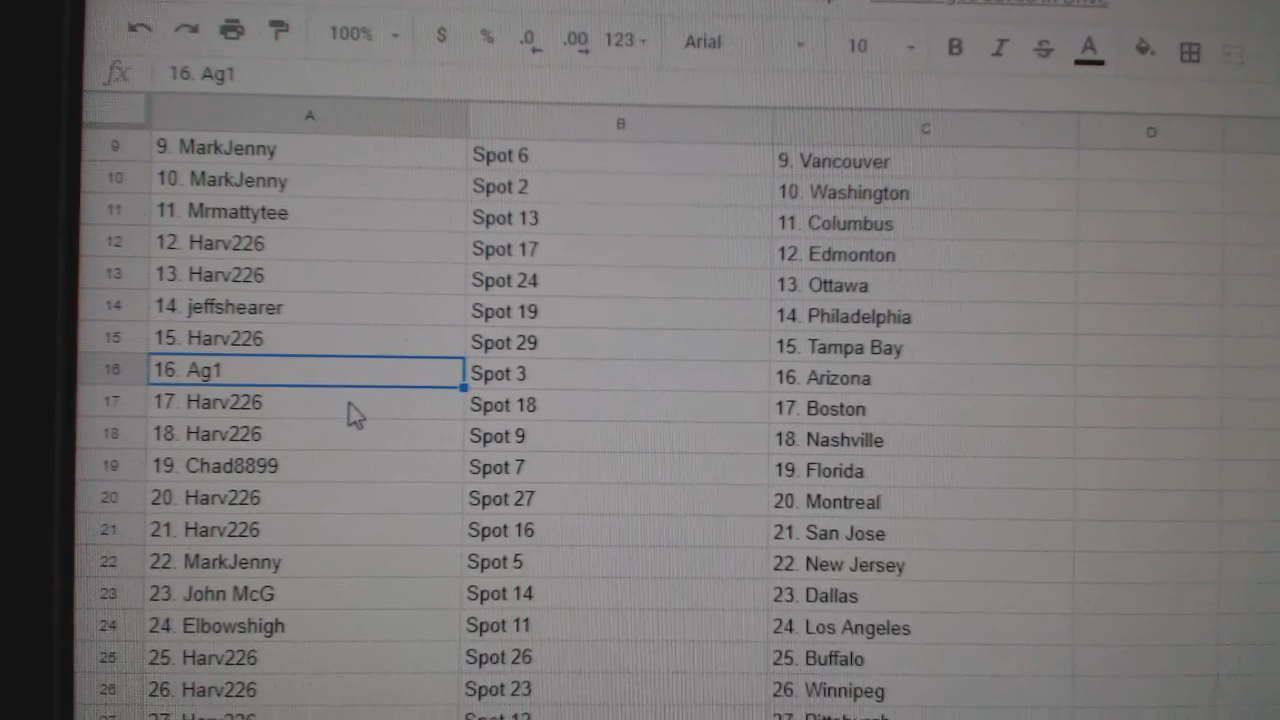 100% $ % .0 .00 123 Arial 10 B I S A
fx 16. Ag1
A B C D
9 9. MarkJenny Spot 6 9. Vancouver
10 10. MarkJenny Spot 2 10. Washington
11 11. Mrmattytee Spot 13 11. Columbus
12 12. Harv226 Spot 17 12. Edmonton
13 13. Harv226 Spot 24 13. Ottawa
14 14. jeffshearer Spot 19 14. Philadelphia
15 15. Harv226 Spot 29 15. Tampa Bay
16 16. Ag1 Spot 3 16. Arizona
17 17. Harv226 Spot 18 17. Boston
18 18. Harv226 Spot 9 18. Nashville
19 19. Chad8899 Spot 7 19. Florida
20 20. Harv226 Spot 27 20. Montreal
21 21. Harv226 Spot 16 21. San Jose
22 22. MarkJenny Spot 5 22. New Jersey
23 23. John McG Spot 14 23. Dallas
24 24. Elbowshigh Spot 11 24. Los Angeles
25 25. Harv226 Spot 26 25. Buffalo
26 26. Harv226 Spot 23 26. Winnipeg